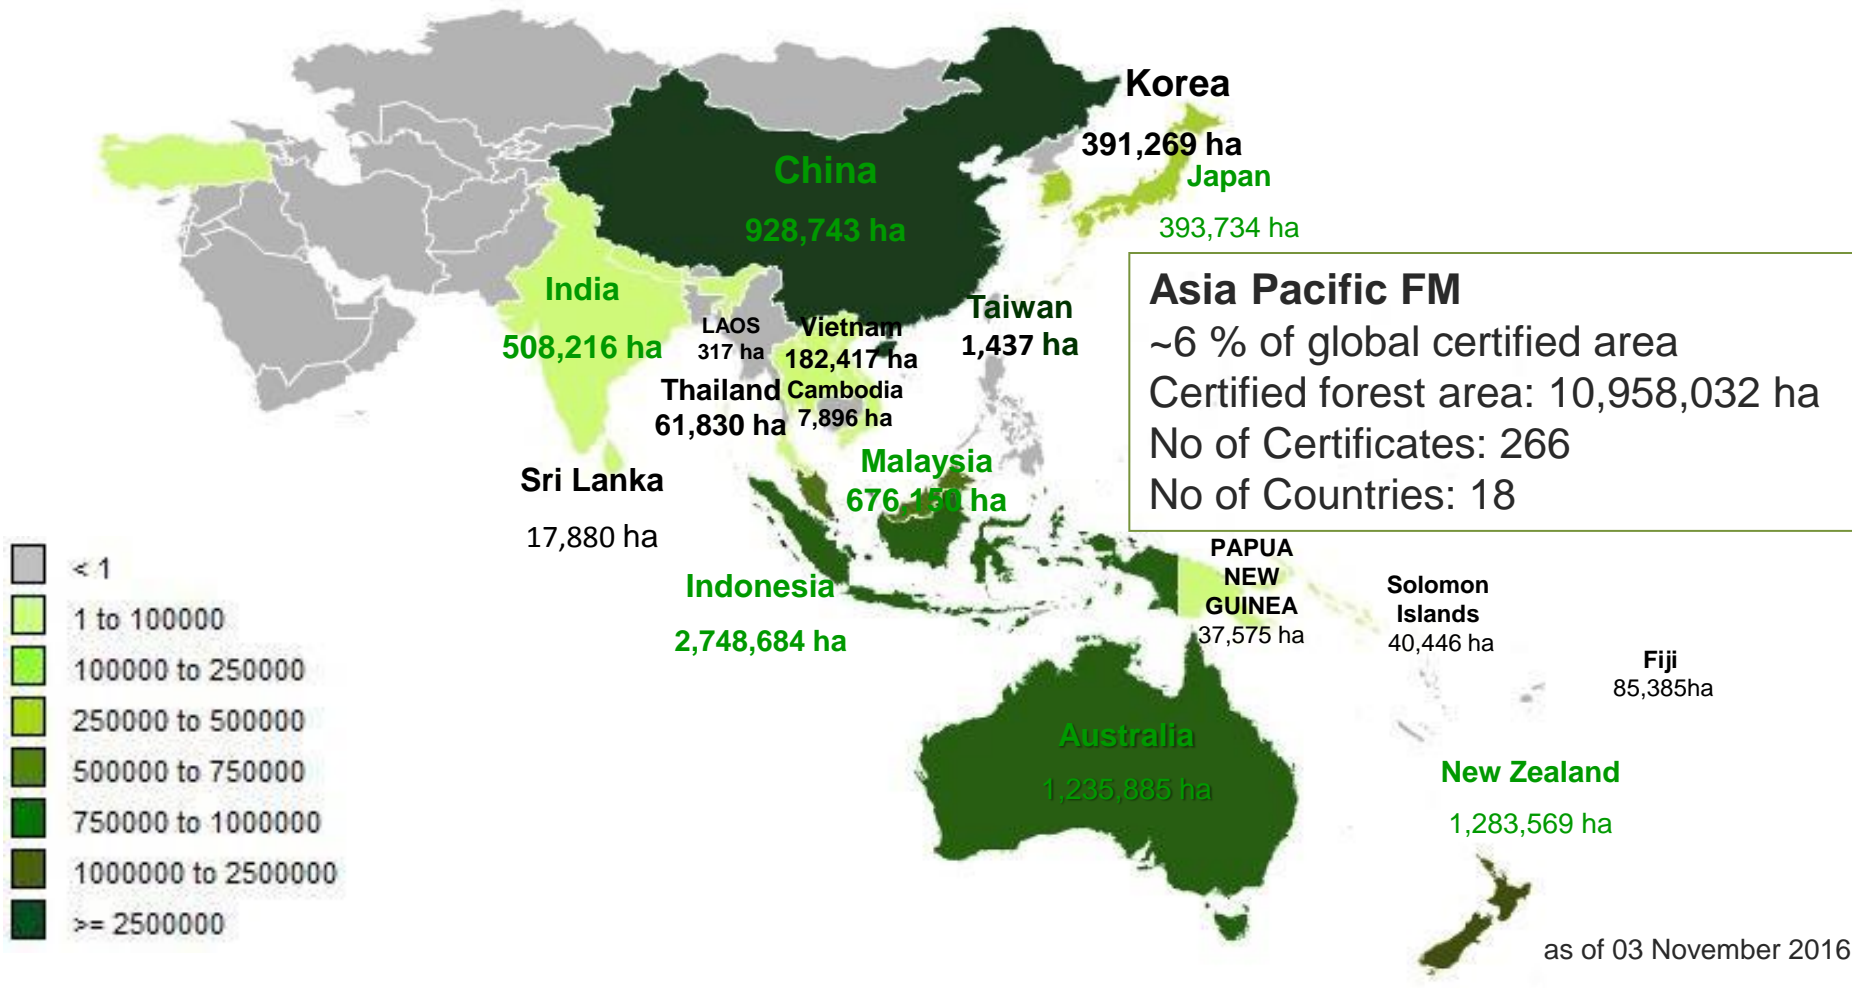 Korea
391,269 ha
China
928,743 ha
Japan
393,734 ha
India
508,216 ha
LAOS
317 ha
Vietnam
182,417 ha
Taiwan
1,437 ha
Thailand
61,830 ha
Cambodia
7,896 ha
Asia Pacific FM
~6 % of global certified area
Certified forest area: 10,958,032 ha
No of Certificates: 266
No of Countries: 18
Malaysia
676,150 ha
Sri Lanka
17,880 ha
Indonesia
2,748,684 ha
PAPUA
NEW
GUINEA
37,575 ha
Solomon
Islands
40,446 ha
Fiji
85,385ha
Australia
1,235,885 ha
New Zealand
1,283,569 ha
< 1
1 to 100000
100000 to 250000
250000 to 500000
500000 to 750000
750000 to 1000000
1000000 to 2500000
>= 2500000
as of 03 November 2016